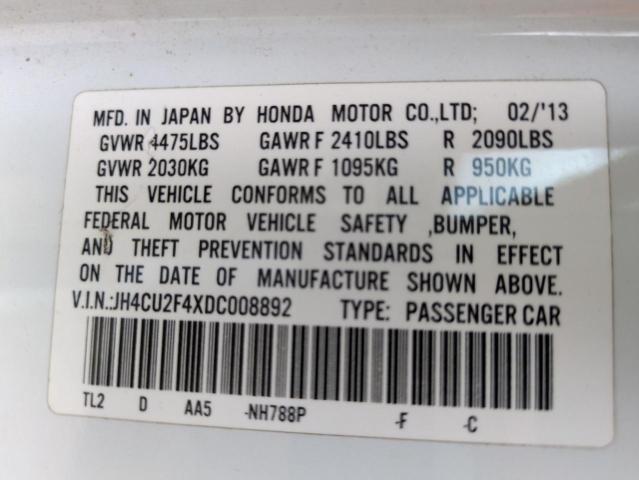 MFD. IN JAPAN BY HONDA MOTOR CO.,LTD; 02/'13
GVWR 4475LBS GAWR F 2410LBS R 2090LBS
GVWR 2030KG GAWR F 1095KG R 950KG
THIS VEHICLE CONFORMS TO ALL APPLICABLE
FEDERAL MOTOR VEHICLE SAFETY ,BUMPER,
AND THEFT PREVENTION STANDARDS IN EFFECT
ON THE DATE OF MANUFACTURE SHOWN ABOVE.
V.I.N.:JH4CU2F4XDC008892 TYPE: PASSENGER CAR
TL2 D AA5 -NH788P -F -C